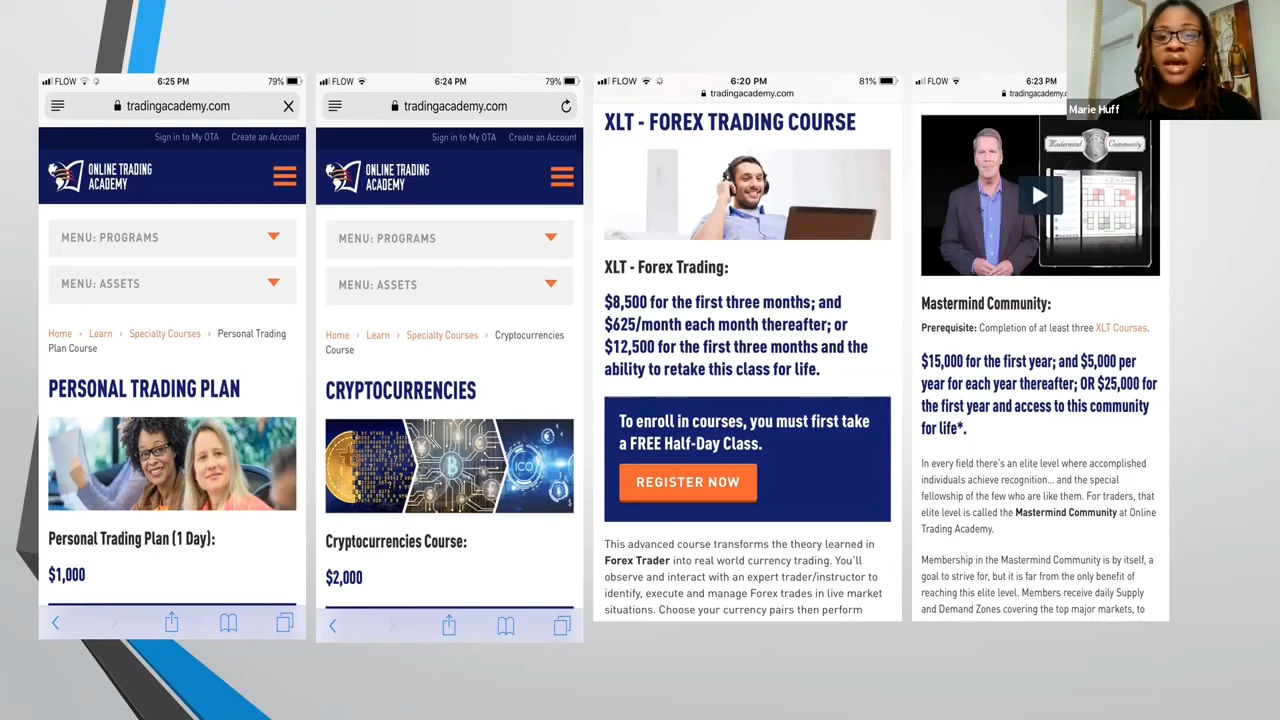 FLOW
6:25 PM
79%
tradingacademy.com
Sign in to My OTA
Create an Account
ONLINE TRADING
ACADEMY
MENU: PROGRAMS
MENU: ASSETS
Home › Learn › Specialty Courses › Personal Trading
Plan Course
PERSONAL TRADING PLAN
Personal Trading Plan (1 Day):
$1,000
FLOW
6:24 PM
79%
tradingacademy.com
Sign in to My OTA
Create an Account
ONLINE TRADING
ACADEMY
MENU: PROGRAMS
MENU: ASSETS
Home › Learn › Specialty Courses › Cryptocurrencies
Course
CRYPTOCURRENCIES
ICO
Cryptocurrencies Course:
$2,000
FLOW
6:20 PM
81%
tradingacademy.com
XLT - FOREX TRADING COURSE
XLT - Forex Trading:
$8,500 for the first three months; and
$625/month each month thereafter; or
$12,500 for the first three months and the
ability to retake this class for life.
To enroll in courses, you must first take
a FREE Half-Day Class.
REGISTER NOW
This advanced course transforms the theory learned in
Forex Trader into real world currency trading. You'll
observe and interact with an expert trader/instructor to
identify, execute and manage Forex trades in live market
situations. Choose your currency pairs then perform
FLOW
6:23 PM
tradingacademy.com
Marie Huff
Mastermind Community
Mastermind Community:
Prerequisite: Completion of at least three XLT Courses.
$15,000 for the first year; and $5,000 per
year for each year thereafter; OR $25,000 for
the first year and access to this community
for life*.
In every field there's an elite level where accomplished
individuals achieve recognition... and the special
fellowship of the few who are like them. For traders, that
elite level is called the Mastermind Community at Online
Trading Academy.
Membership in the Mastermind Community is by itself, a
goal to strive for, but it is far from the only benefit of
reaching this elite level. Members receive daily Supply
and Demand Zones covering the top major markets, to